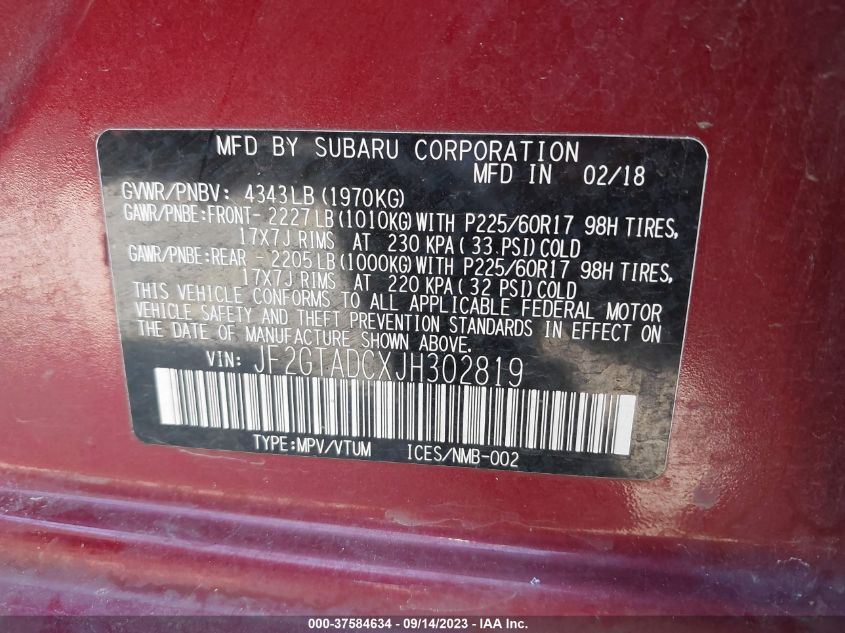 MFD BY SUBARU CORPORATION
MFD IN 02/18
GVWR/PNBV: 4343LB (1970KG)
GAWR/PNBE:FRONT- 2227LB (1010KG) WITH P225/60R17 98H TIRES,
17X7J RIMS AT 230 KPA( 33.PSI) COLD
GAWR/PNBE:REAR - 2205LB (1000KG) WITH P225/60R17 98H TIRES,
17X7J RIMS AT 220 KPA( 32 PSI) COLD
THIS VEHICLE CONFORMS TO ALL APPLICABLE FEDERAL MOTOR
VEHICLE SAFETY AND THEFT PREVENTION STANDARDS IN EFFECT ON
THE DATE OF MANUFACTURE SHOWN ABOVE.
VIN: JF2GTADCXJH302819
TYPE:MPV/VTUM ICES/NMB-002
000-37584634 - 09/14/2023 - IAA Inc.